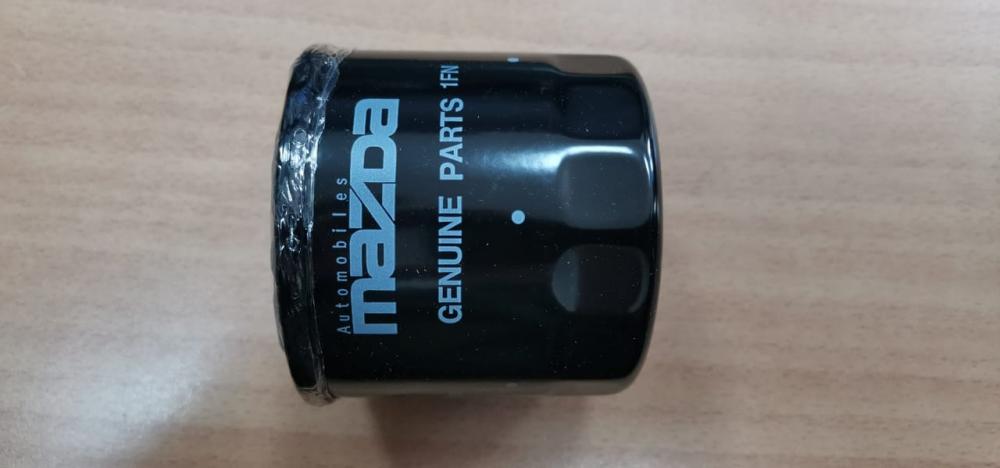 Automobiles
mazDa
GENUINE PARTS 1FN